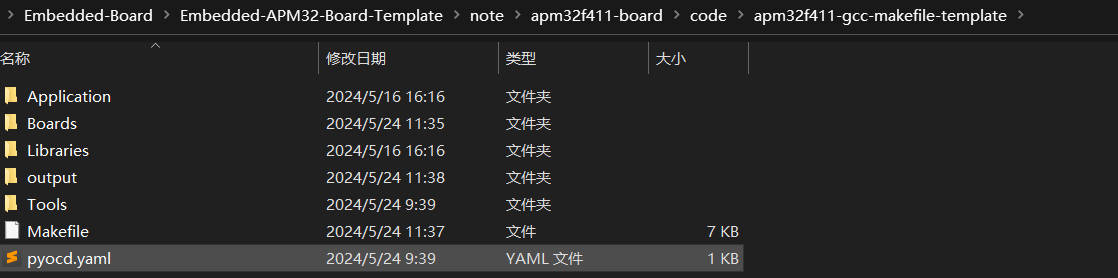 Embedded-Board > Embedded-APM32-Board-Template > note > apm32f411-board > code > apm32f411-gcc-makefile-template >
名称 修改日期 类型 大小
Application 2024/5/16 16:16 文件夹
Boards 2024/5/24 11:35 文件夹
Libraries 2024/5/16 16:16 文件夹
output 2024/5/24 11:38 文件夹
Tools 2024/5/24 9:39 文件夹
Makefile 2024/5/24 11:37 文件 7 KB
pyocd.yaml 2024/5/24 9:39 YAML 文件 1 KB